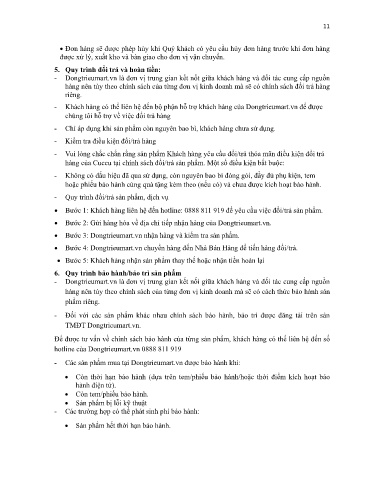 11
• Đơn hàng sẽ được phép hủy khi Quý khách có yêu cầu hủy đơn hàng trước khi đơn hàng
được xử lý, xuất kho và bàn giao cho đơn vị vận chuyển.
5. Quy trình đổi trả và hoàn tiền:
- Dongtrieumart.vn là đơn vị trung gian kết nối giữa khách hàng và đối tác cung cấp nguồn
hàng nên tùy theo chính sách của từng đơn vị kinh doanh mà sẽ có chính sách đổi trả hàng
riêng.
- Khách hàng có thể liên hệ đến bộ phận hỗ trợ khách hàng của Dongtrieumart.vn để được
chúng tôi hỗ trợ về việc đổi trả hàng
- Chỉ áp dụng khi sản phẩm còn nguyên bao bì, khách hàng chưa sử dụng.
- Kiểm tra điều kiện đổi/trả hàng
- Vui lòng chắc chắn rằng sản phẩm Khách hàng yêu cầu đổi/trả thỏa mãn điều kiện đổi trả
hàng của Cuccu tại chính sách đổi/trả sản phẩm. Một số điều kiện bắt buộc:
- Không có dấu hiệu đã qua sử dụng, còn nguyên bao bì đóng gói, đầy đủ phụ kiện, tem
hoặc phiếu bảo hành cùng quà tặng kèm theo (nếu có) và chưa được kích hoạt bảo hành.
- Quy trình đổi/trả sản phẩm, dịch vụ
• Bước 1: Khách hàng liên hệ đến hotline: 0888 811 919 để yêu cầu việc đổi/trả sản phẩm.
• Bước 2: Gửi hàng hóa về địa chỉ tiếp nhận hàng của Dongtrieumart.vn.
• Bước 3: Dongtrieumart.vn nhận hàng và kiểm tra sản phẩm.
• Bước 4: Dongtrieumart.vn chuyển hàng đến Nhà Bán Hàng để tiến hàng đổi/trả.
• Bước 5: Khách hàng nhận sản phẩm thay thế hoặc nhận tiền hoàn lại
6. Quy trình bảo hành/bảo trì sản phẩm
- Dongtrieumart.vn là đơn vị trung gian kết nối giữa khách hàng và đối tác cung cấp nguồn
hàng nên tùy theo chính sách của từng đơn vị kinh doanh mà sẽ có cách thức bảo hành sản
phẩm riêng.
- Đối với các sản phẩm khác nhau chính sách bảo hành, bảo trì được đăng tải trên sàn
TMĐT Dongtrieumart.vn.
Để được tư vấn về chính sách bảo hành của từng sản phẩm, khách hàng có thể liên hệ đến số
hotline của Dongtrieumart.vn 0888 811 919
- Các sản phẩm mua tại Dongtrieumart.vn được bảo hành khi:
• Còn thời hạn bảo hành (dựa trên tem/phiếu bảo hành/hoặc thời điểm kích hoạt bảo
hành điện tử).
• Còn tem/phiếu bảo hành.
• Sản phẩm bị lỗi kỹ thuật
- Các trường hợp có thể phát sinh phí bảo hành:
• Sản phẩm hết thời hạn bảo hành.